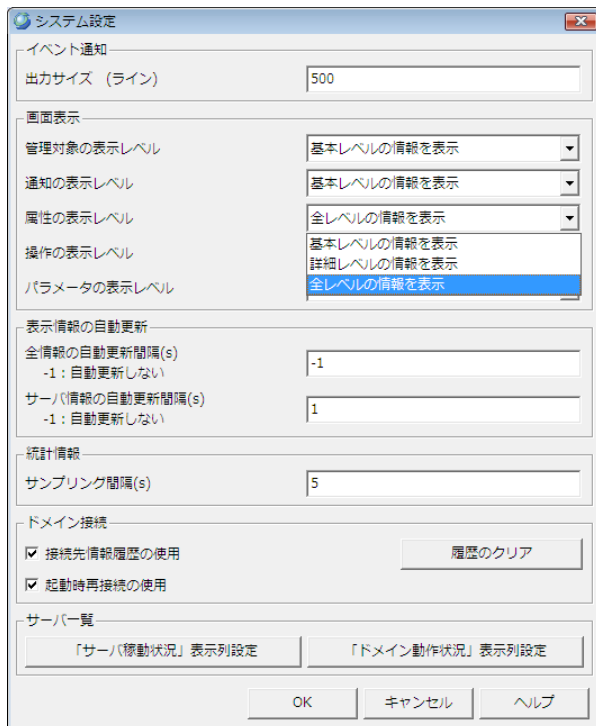 システム設定
イベント通知
出力サイズ (ライン) 500
画面表示
管理対象の表示レベル 基本レベルの情報を表示
通知の表示レベル 基本レベルの情報を表示
属性の表示レベル 全レベルの情報を表示
基本レベルの情報を表示
操作の表示レベル 詳細レベルの情報を表示
パラメータの表示レベル 全レベルの情報を表示
表示情報の自動更新
全情報の自動更新間隔(s) -1
-1:自動更新しない
サーバ情報の自動更新間隔(s) 1
-1:自動更新しない
統計情報
サンプリング間隔(s) 5
ドメイン接続
接続先情報履歴の使用 履歴のクリア
起動時再接続の使用
サーバ一覧
「サーバ稼動状況」表示列設定 「ドメイン動作状況」表示列設定
OK キャンセル ヘルプ